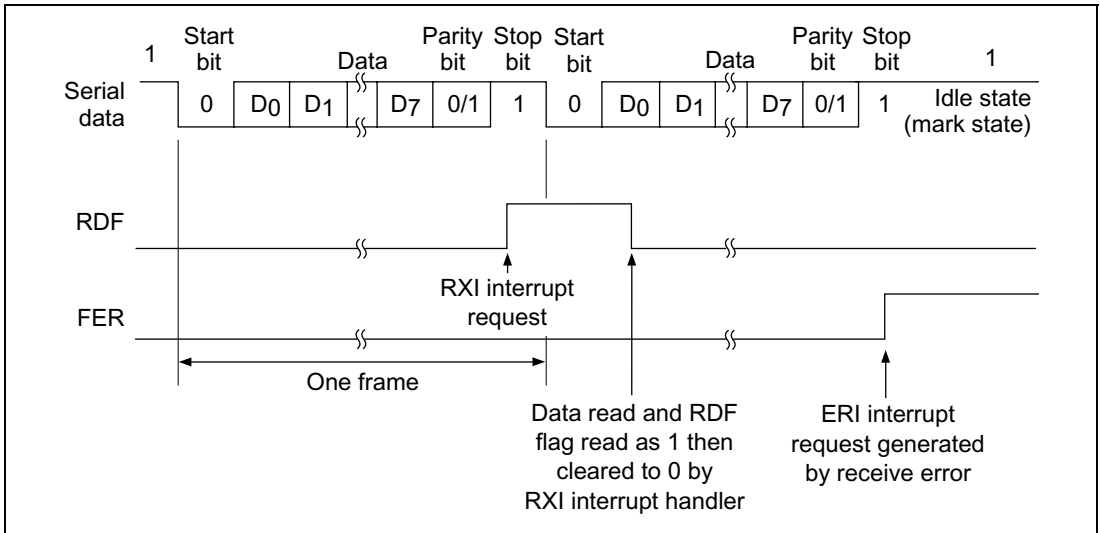 1 Start bit Data Parity bit Stop bit Start bit Data Parity bit Stop bit 1
Serial data 0 D0 D1 D7 0/1 1 0 D0 D1 D7 0/1 1 Idle state (mark state)
RDF
RXI interrupt
request
FER
One frame
Data read and RDF
flag read as 1 then
cleared to 0 by
RXI interrupt handler
ERI interrupt
request generated
by receive error